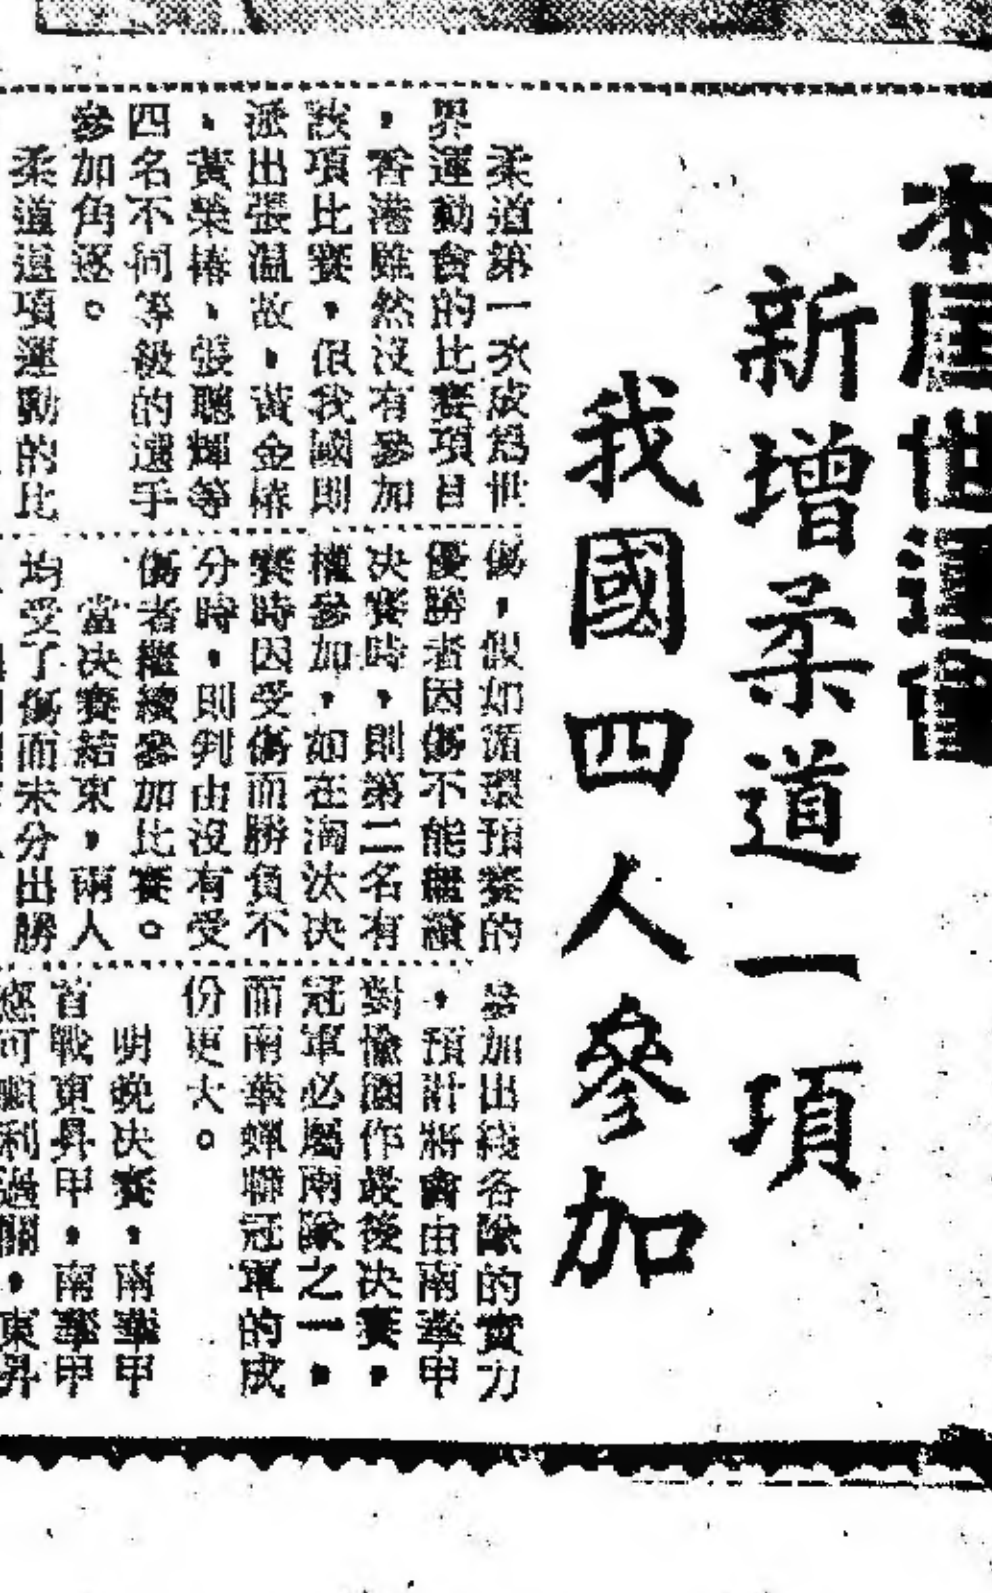 本屆世運會
新增柔道一項
我國四人參加
柔道第一次成為世
界運動會的比賽項目
，香港雖然沒有參加
該項比賽，但我國則
派出張溫故，黃金樁
、黃榮椿、張聰輝等
四名不同等級的選手
參加角逐。
柔道這項運動的比
傷，假如循環預賽的
優勝者因傷不能繼續
決賽時，則第二名有
權參加，如在淘汰決
賽時因受傷而勝負不
分時，則判由沒有受
傷者繼續參加比賽。
當決賽結束，兩人
均受了傷而未分出勝
參加出綫各隊的實力
，預計將會由南華甲
對愉園作最後決賽，
冠軍必屬南隊之一，
而南華蟬聯冠軍的成
份更大。
明晚決賽，南華甲
首戰東昇甲，南華甲
應可順利過關，東昇